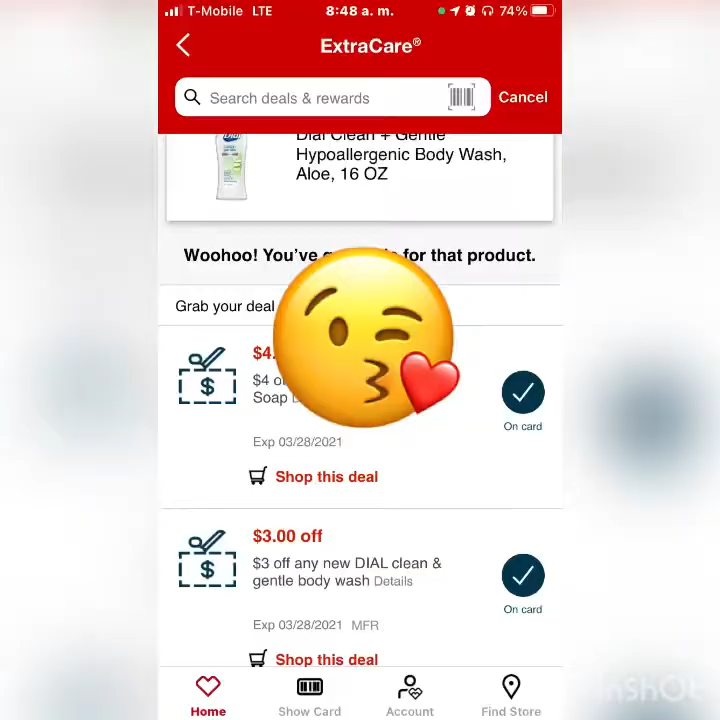 T-Mobile LTE 8:48 a. m. 74%
ExtraCare®
Search deals & rewards Cancel
Dial Clean + Gentle
Hypoallergenic Body Wash,
Aloe, 16 OZ
Woohoo! You've for that product.
Grab your deal
$4
$4
Soap
On card
Exp 03/28/2021
Shop this deal
$3.00 off
$3 off any new DIAL clean &
gentle body wash Details
On card
Exp 03/28/2021 MFR
Shop this deal
Home Show Card Account Find Store
InShOt